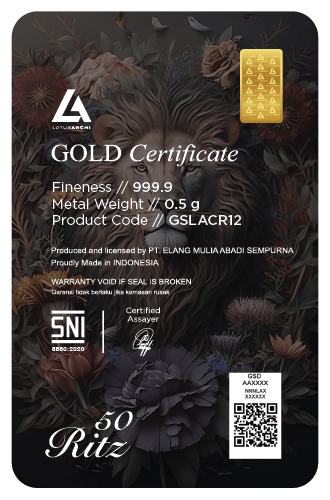 LA
LOTUSARCHI
GOLD Certificate
Fineness // 999.9
Metal Weight // 0.5 g
Product Code // GSLACR12
Produced and licensed by PT. ELANG MULIA ABADI SEMPURNA
Proudly Made in INDONESIA
WARRANTY VOID IF SEAL IS BROKEN
Garansi tidak berlaku jika kemasan rusak
SNI
8880:2020
Certified
Assayer
50
Ritz
GSD
AAXXXX
NNNLAX
XXXXXX